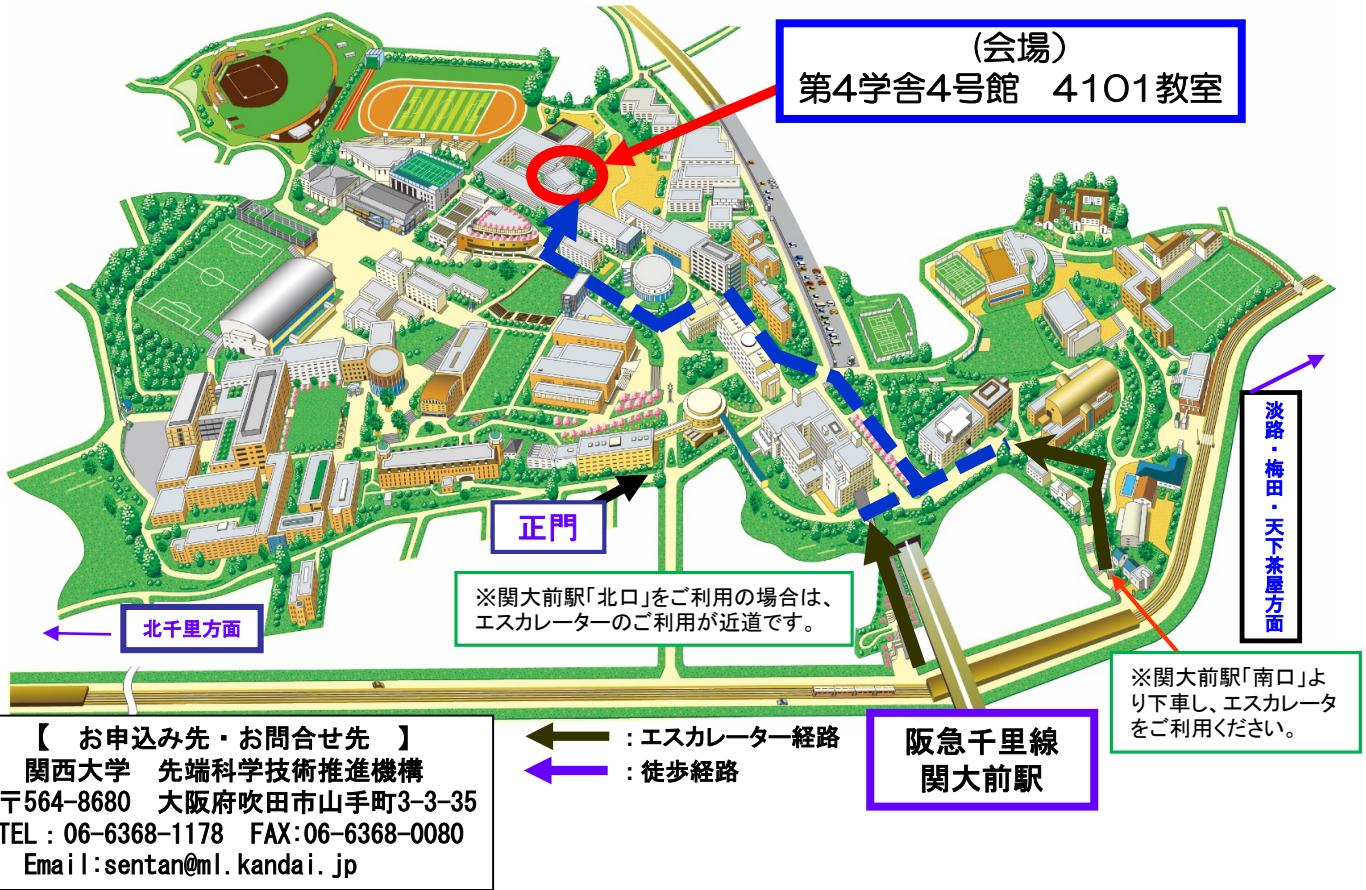 (会場)
第4学舎4号館　4101教室
淡路・梅田・天下茶屋方面
正門
※関大前駅「北口」をご利用の場合は、
エスカレーターのご利用が近道です。
北千里方面
※関大前駅「南口」よ
り下車し、エスカレータ
をご利用ください。
阪急千里線
関大前駅
：エスカレーター経路
：徒歩経路
【　お申込み先・お問合せ先　】
関西大学　先端科学技術推進機構
〒564-8680　大阪府吹田市山手町3-3-35
TEL：06-6368-1178　FAX:06-6368-0080
Email:sentan@ml.kandai.jp